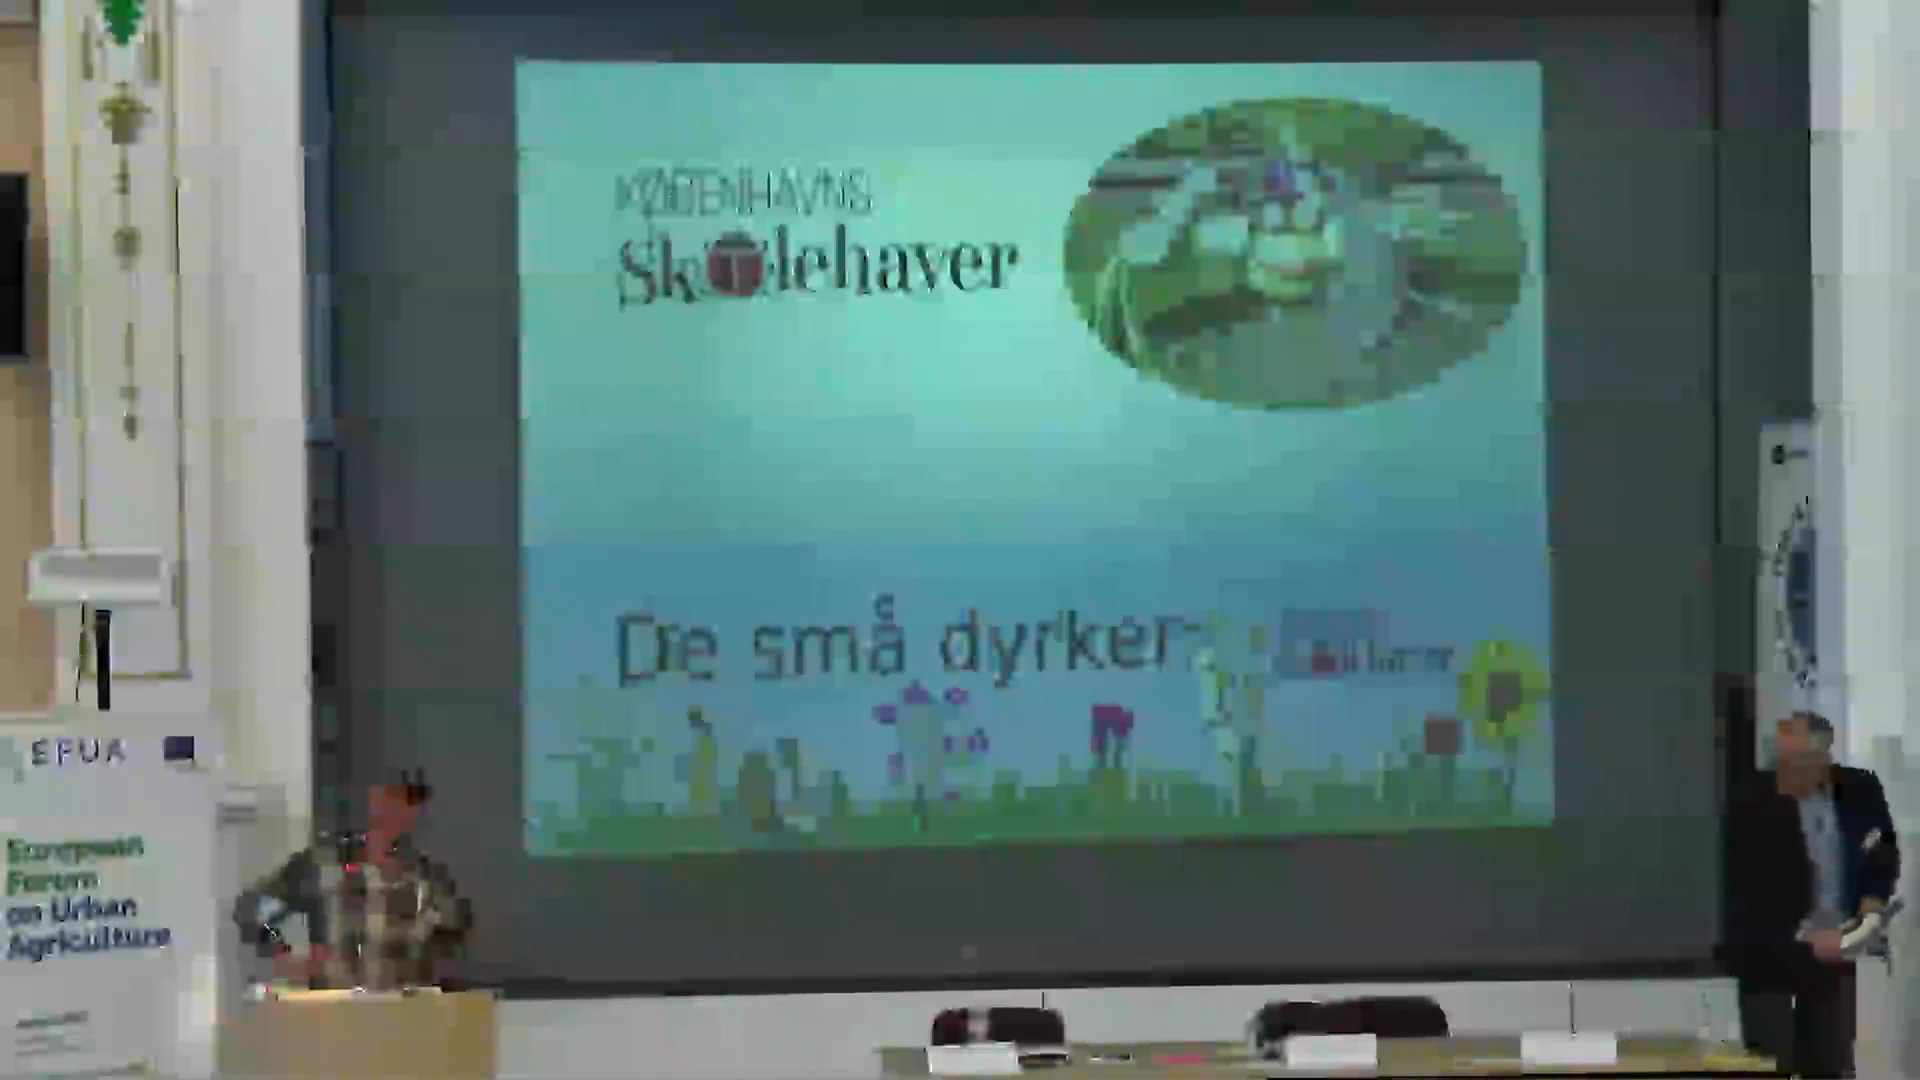 KØBENHAVNS
Skolehaver
De små dyrker
EFUA
European
Forum
on Urban
Agriculture